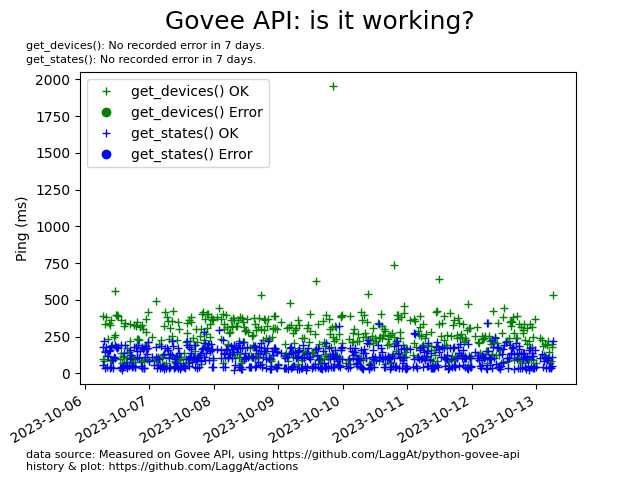 Govee API: is it working?
get_devices(): No recorded error in 7 days.
get_states(): No recorded error in 7 days.
2000
1750
1500
1250
1000
750
500
250
0
Ping (ms)
get_devices() OK
get_devices() Error
get_states() OK
get_states() Error
2023-10-06
2023-10-07
2023-10-08
2023-10-09
2023-10-10
2023-10-11
2023-10-12
2023-10-13
data source: Measured on Govee API, using https://github.com/LaggAt/python-govee-api
history & plot: https://github.com/LaggAt/actions